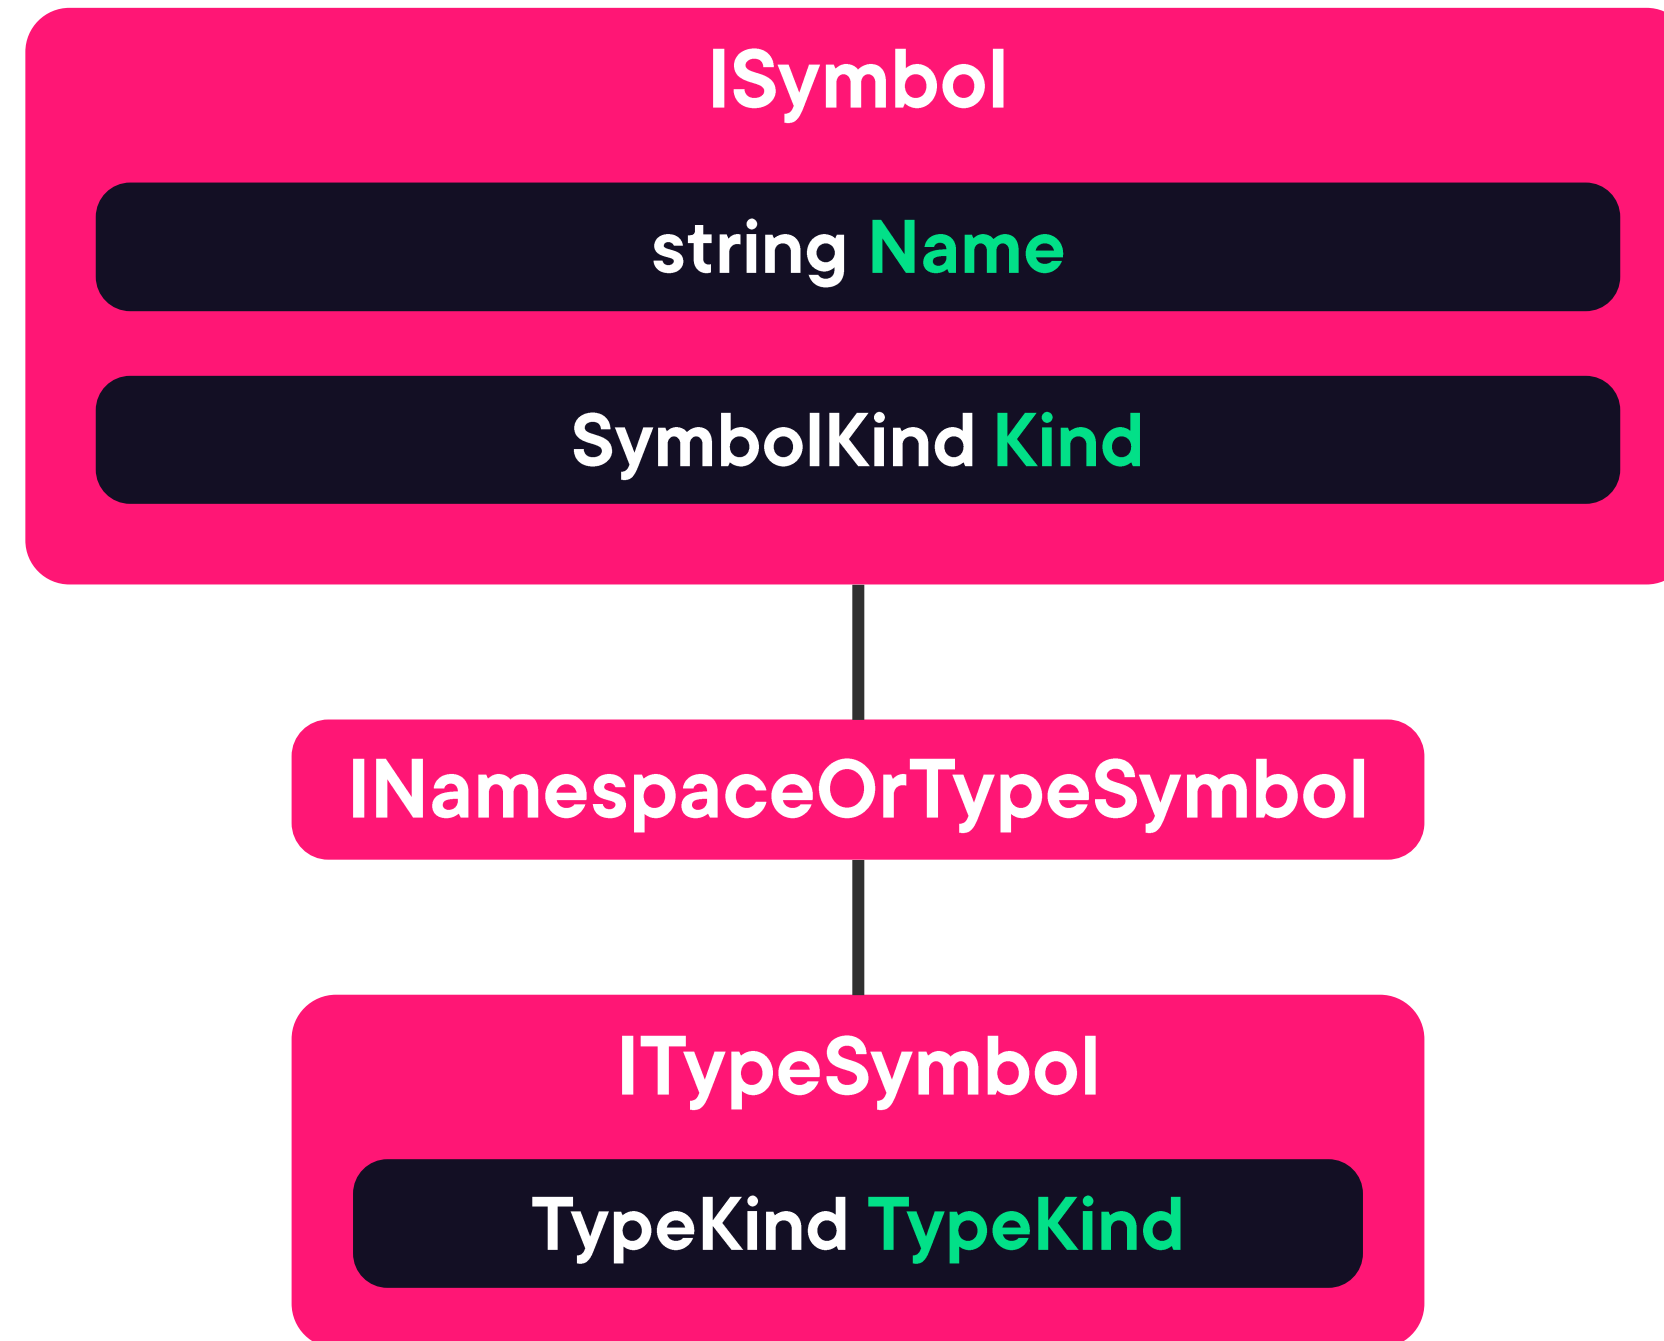 ISymbol
string Name
SymbolKind Kind
INamespaceOrTypeSymbol
ITypeSymbol
TypeKind TypeKind